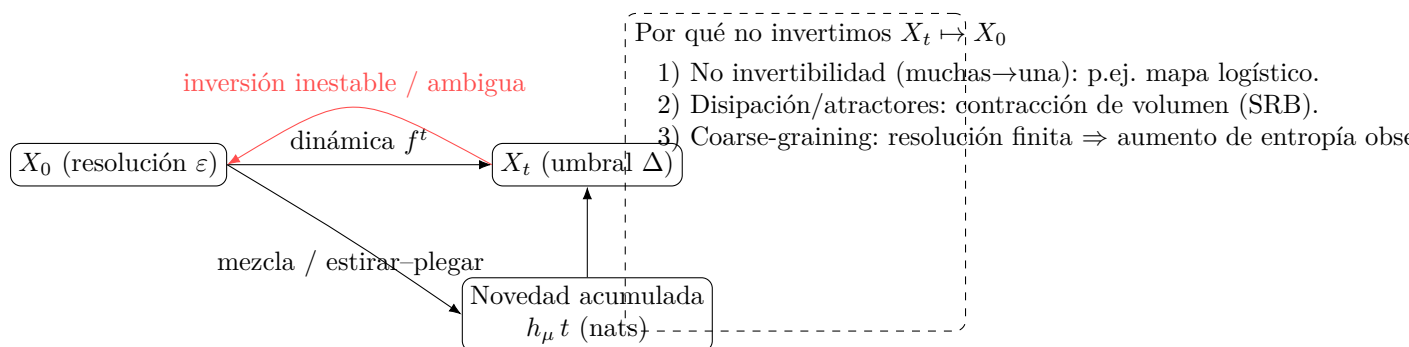 Por qué no invertimos $X_t \mapsto X_0$
1) No invertibilidad (muchas→una): p.ej. mapa logístico.
2) Disipación/atractores: contracción de volumen (SRB).
3) Coarse-graining: resolución finita ⇒ aumento de entropía obse
inversión inestable / ambigua
dinámica $f^t$
$X_0$ (resolución $\varepsilon$)
$X_t$ (umbral $\Delta$)
mezcla / estirar–plegar
Novedad acumulada
$h_\mu t$ (nats)